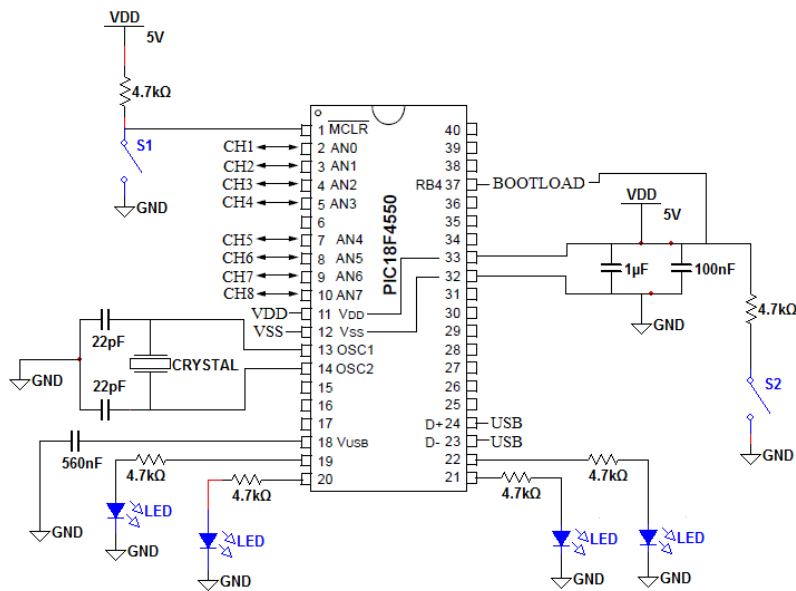 VDD
5V
4.7kΩ
S1
GND
1 MCLR
CH1 2 AN0
CH2 3 AN1
CH3 4 AN2
CH4 5 AN3
6
CH5 7 AN4
CH6 8 AN5
CH7 9 AN6
CH8 10 AN7
VDD 11 VDD
VSS 12 VSS
13 OSC1
14 OSC2
15
16
17
18 VUSB
19
20
PIC18F4550
40
39
38
RB4 37 BOOTLOAD
36
35
34
33
32
31
30
29
28
27
26
25
D+ 24 USB
D- 23 USB
22
21
VDD
5V
1µF
100nF
GND
4.7kΩ
S2
GND
22pF
CRYSTAL
GND
22pF
560nF
GND
4.7kΩ
LED
GND
4.7kΩ
LED
GND
4.7kΩ
LED
GND
4.7kΩ
LED
GND